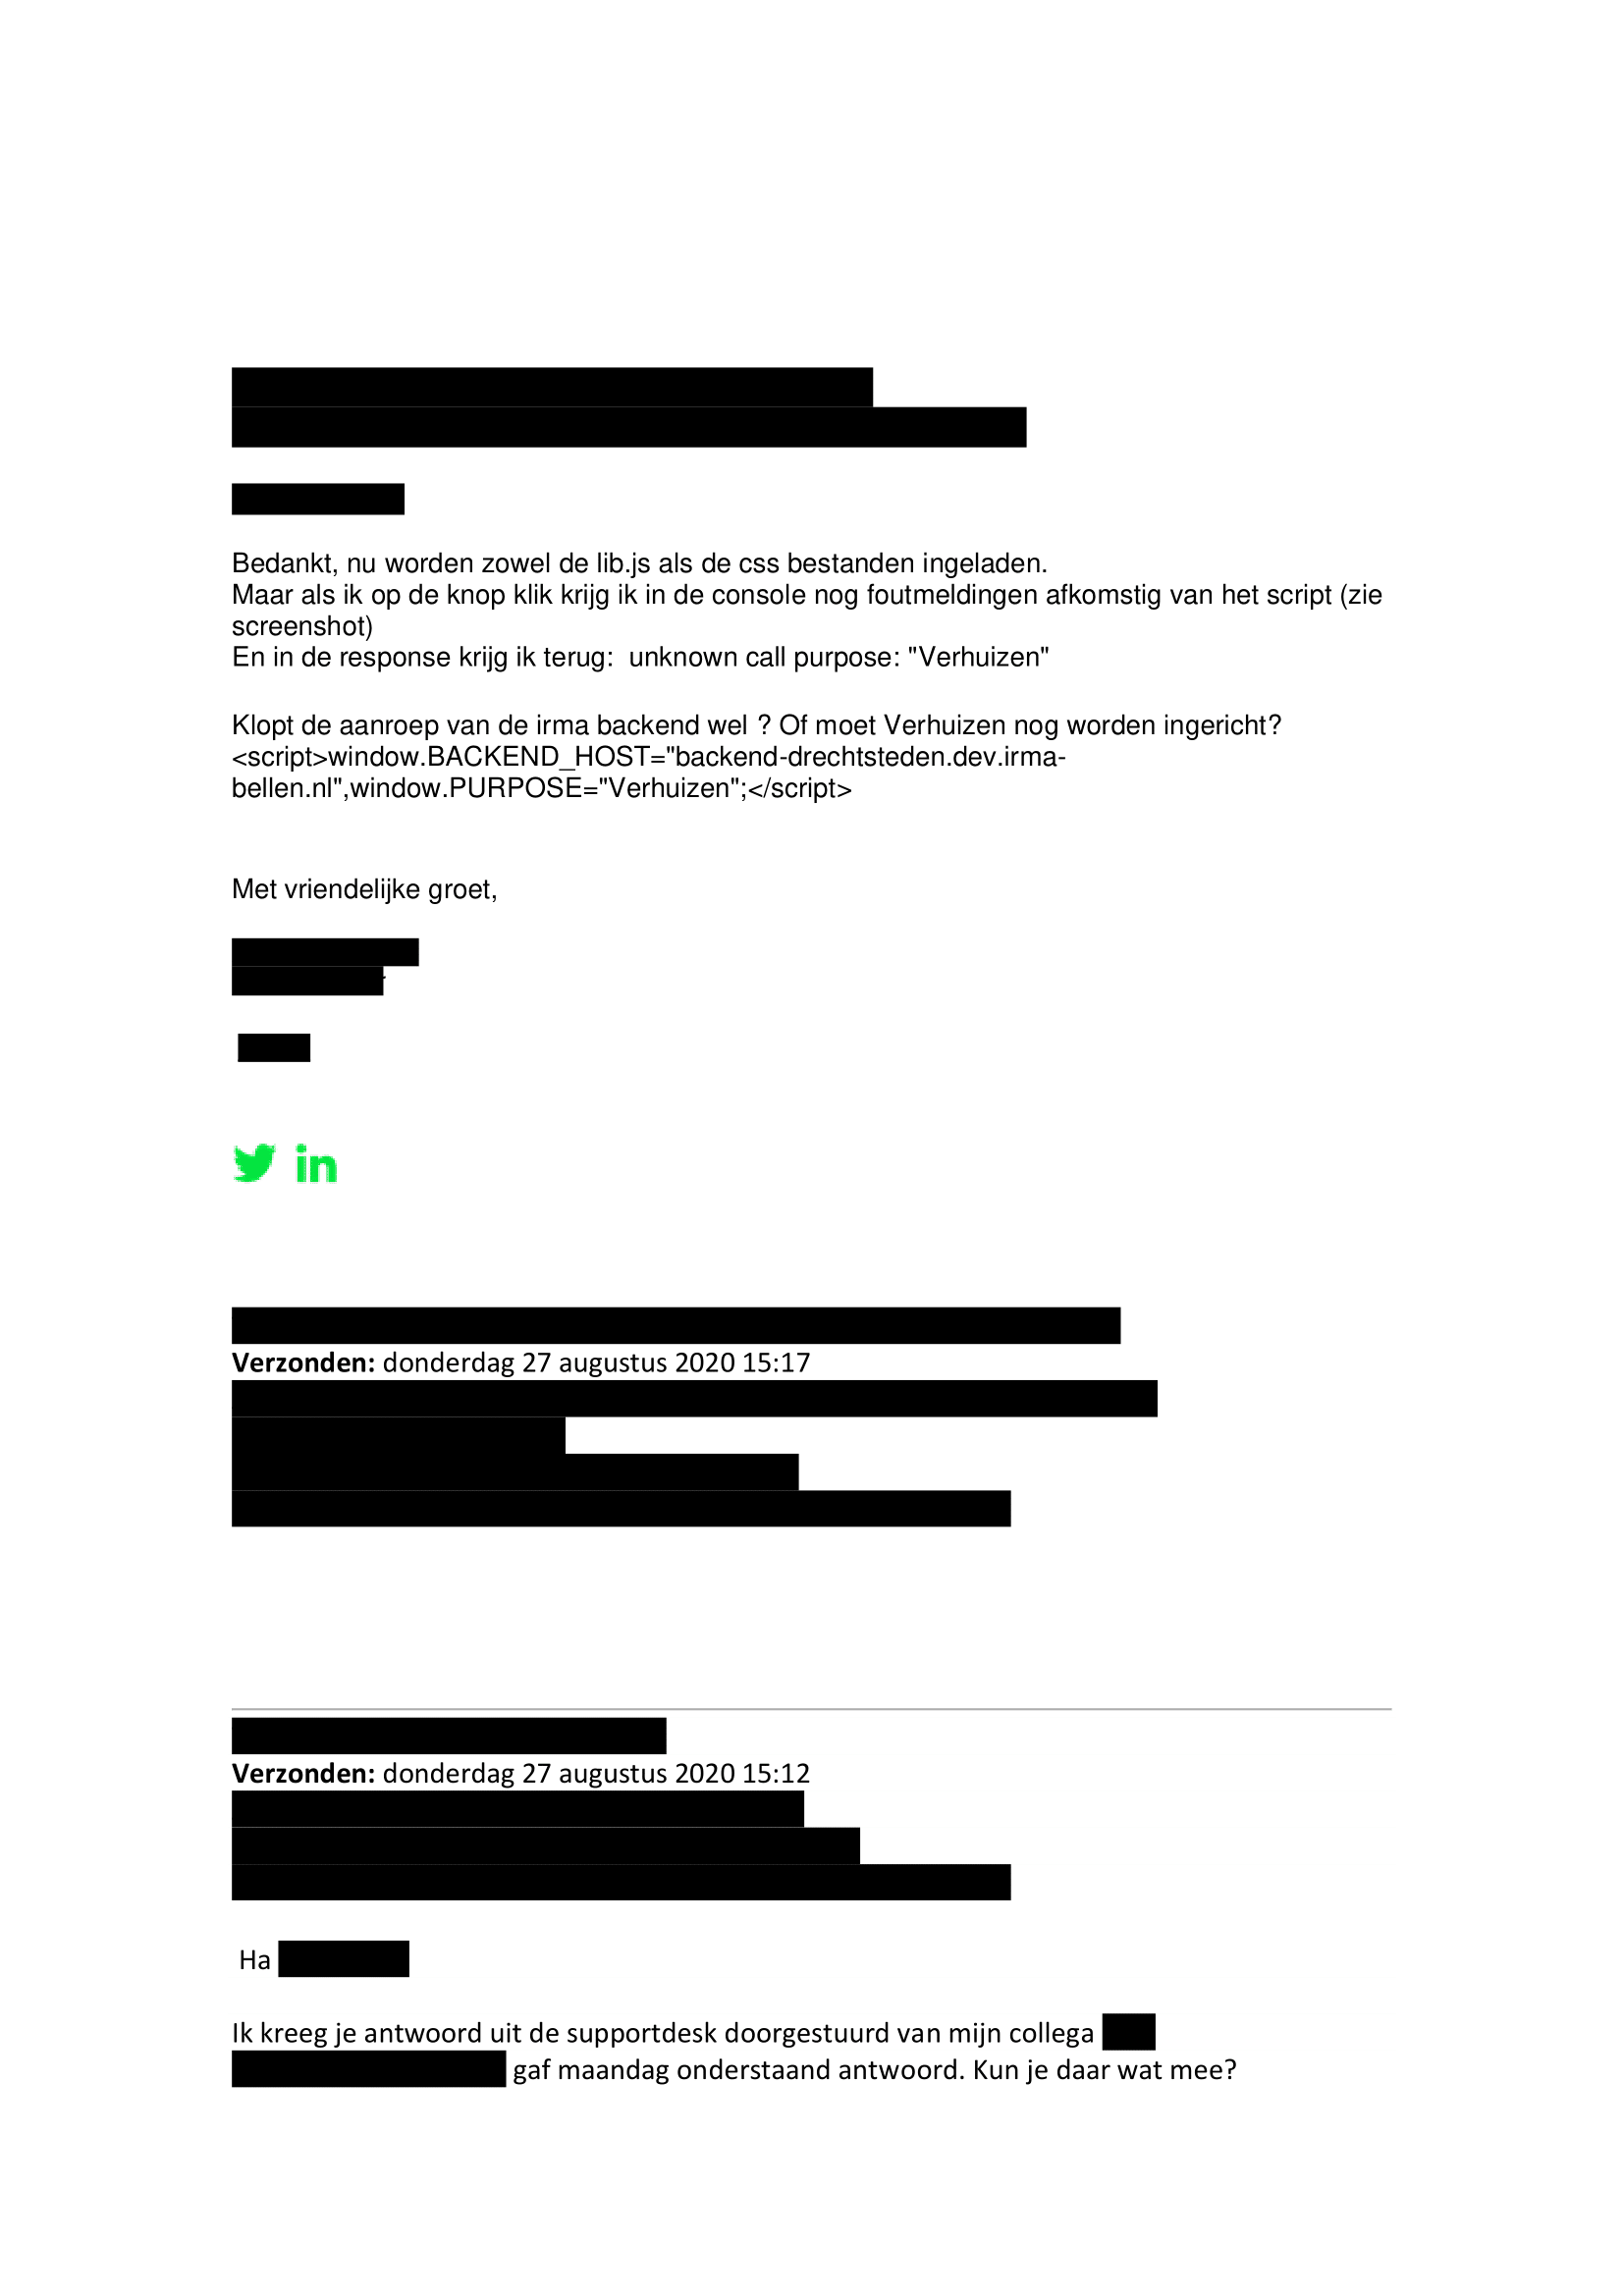 Bedankt, nu worden zowel de lib.js als de css bestanden ingeladen.
Maar als ik op de knop klik krijg ik in de console nog foutmeldingen afkomstig van het script (zie
screenshot)
En in de response krijg ik terug:  unknown call purpose: "Verhuizen"
Klopt de aanroep van de irma backend wel ? Of moet Verhuizen nog worden ingericht?
<script>window.BACKEND_HOST="backend-drechtsteden.dev.irma-
bellen.nl",window.PURPOSE="Verhuizen";</script>
Met vriendelijke groet,
in
Verzonden: donderdag 27 augustus 2020 15:17
Verzonden: donderdag 27 augustus 2020 15:12
Ha
Ik kreeg je antwoord uit de supportdesk doorgestuurd van mijn collega
gaf maandag onderstaand antwoord. Kun je daar wat mee?